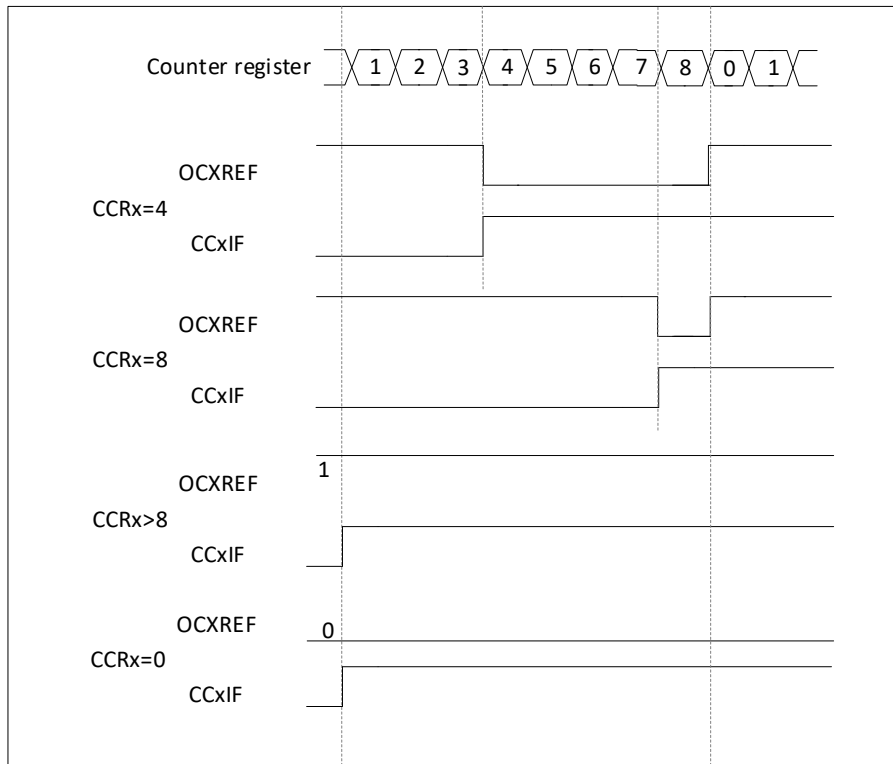 Counter register 1 2 3 4 5 6 7 8 0 1
OCXREF
CCRx=4
CCxIF
OCXREF
CCRx=8
CCxIF
1
OCXREF
CCRx>8
CCxIF
OCXREF 0
CCRx=0
CCxIF